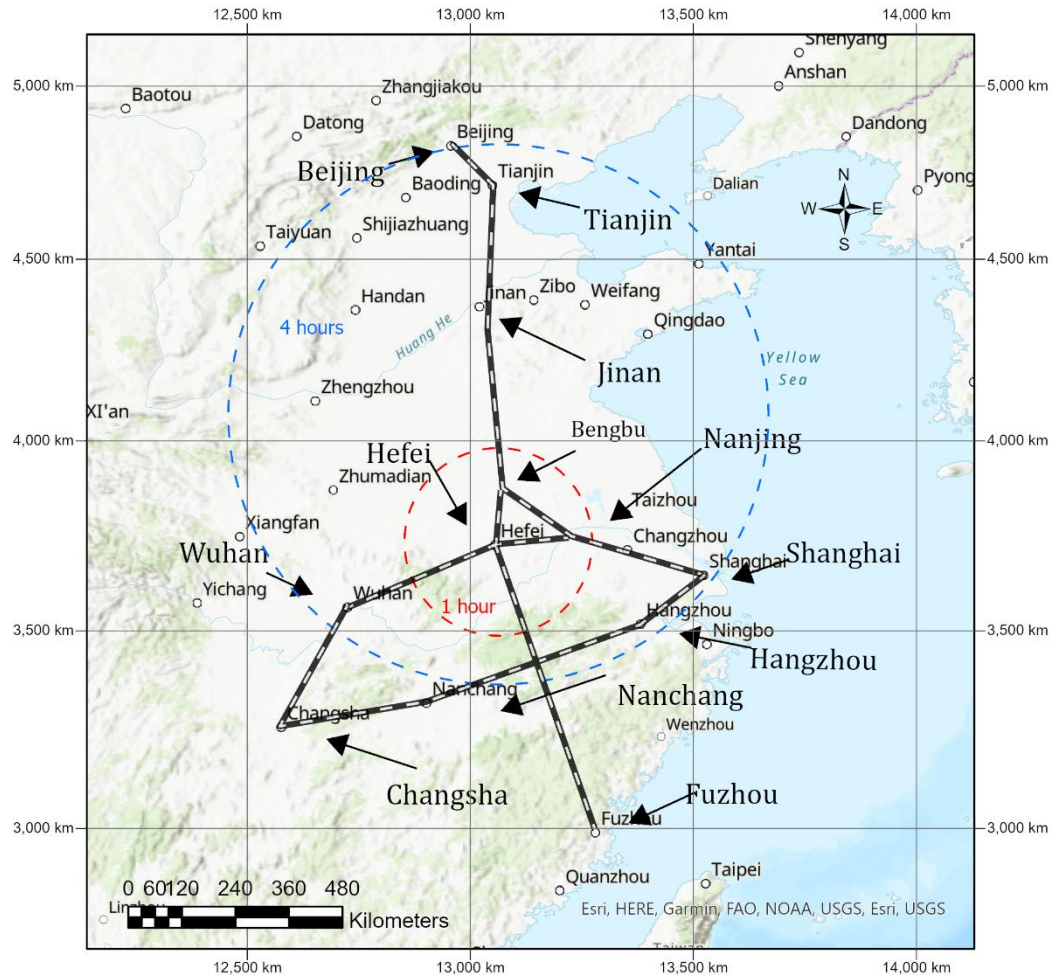 12,500 km
13,000 km
13,500 km
14,000 km
Shenyang
Anshan
5,000 km
5,000 km
Baotou
Zhangjiakou
Datong
Dandong
Beijing
Beijing
Tianjin
Baoding
Tianjin
Dalian
N
W
E
S
Pyong
Taiyuan
Shijiazhuang
Yantai
4,500 km
4,500 km
Handan
Jinan
Zibo
Weifang
4 hours
Huang He
Qingdao
Yellow
Sea
Jinan
Zhengzhou
XI'an
Bengbu
Nanjing
4,000 km
4,000 km
Hefei
Zhumadian
Taizhou
Xiangfan
Hefei
Changzhou
Wuhan
Shanghai
Shanghai
Yichang
Wuhan
1 hour
Hangzhou
3,500 km
3,500 km
Ningbo
Hangzhou
Nanchang
Nanchang
Changsha
Wenzhou
Changsha
Fuzhou
3,000 km
3,000 km
Fuzhou
Quanzhou
Taipei
0 60 120 240 360 480
Kilometers
Esri, HERE, Garmin, FAO, NOAA, USGS, Esri, USGS
Taiwan
12,500 km
13,000 km
13,500 km
14,000 km